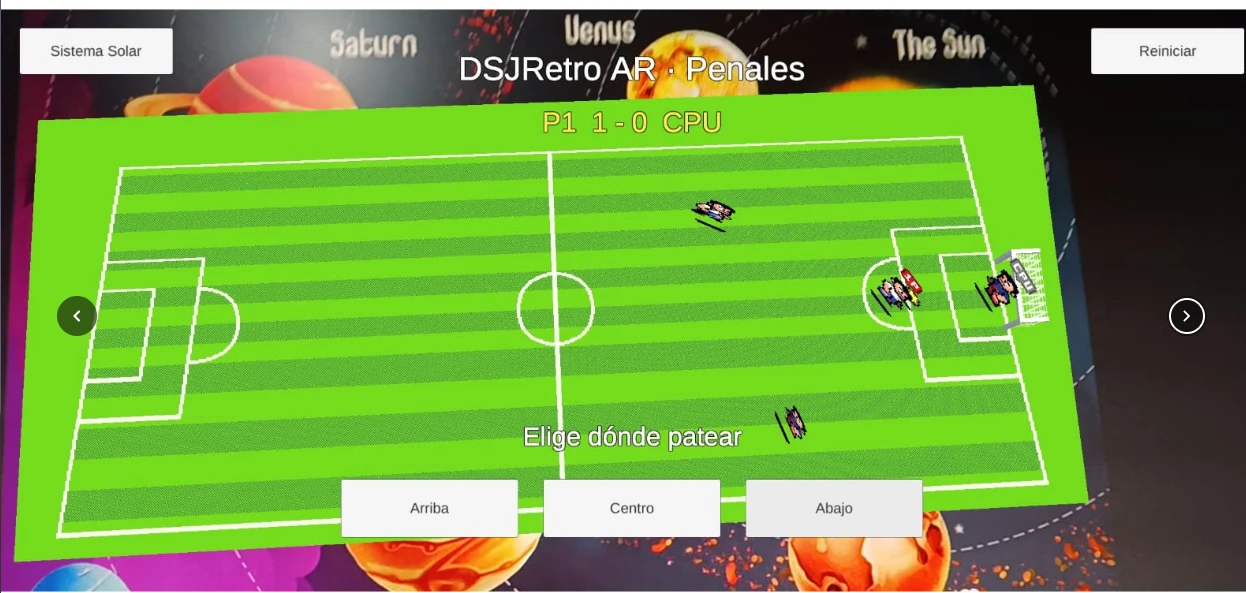 Sistema Solar
Saturn
Venus
The Sun
Reiniciar
DSJRetro AR · Penales
P1 1 - 0 CPU
CPU
Elige dónde patear
Arriba
Centro
Abajo